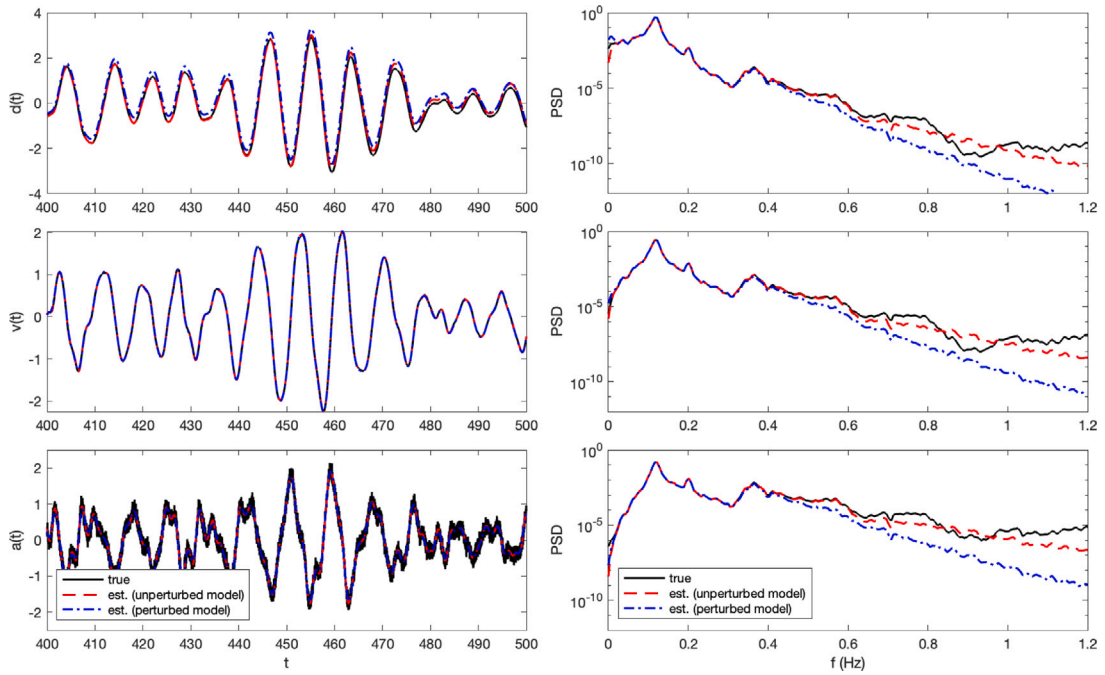 d(t)
4
2
0
-2
-4
400 410 420 430 440 450 460 470 480 490 500
PSD
10^0
10^-5
10^-10
0 0.2 0.4 0.6 0.8 1 1.2
v(t)
2
1
0
-1
-2
400 410 420 430 440 450 460 470 480 490 500
PSD
10^0
10^-5
10^-10
0 0.2 0.4 0.6 0.8 1 1.2
a(t)
2
1
0
-1
-2
true
est. (unperturbed model)
est. (perturbed model)
400 410 420 430 440 450 460 470 480 490 500
t
PSD
10^0
10^-5
10^-10
true
est. (unperturbed model)
est. (perturbed model)
0 0.2 0.4 0.6 0.8 1 1.2
f (Hz)